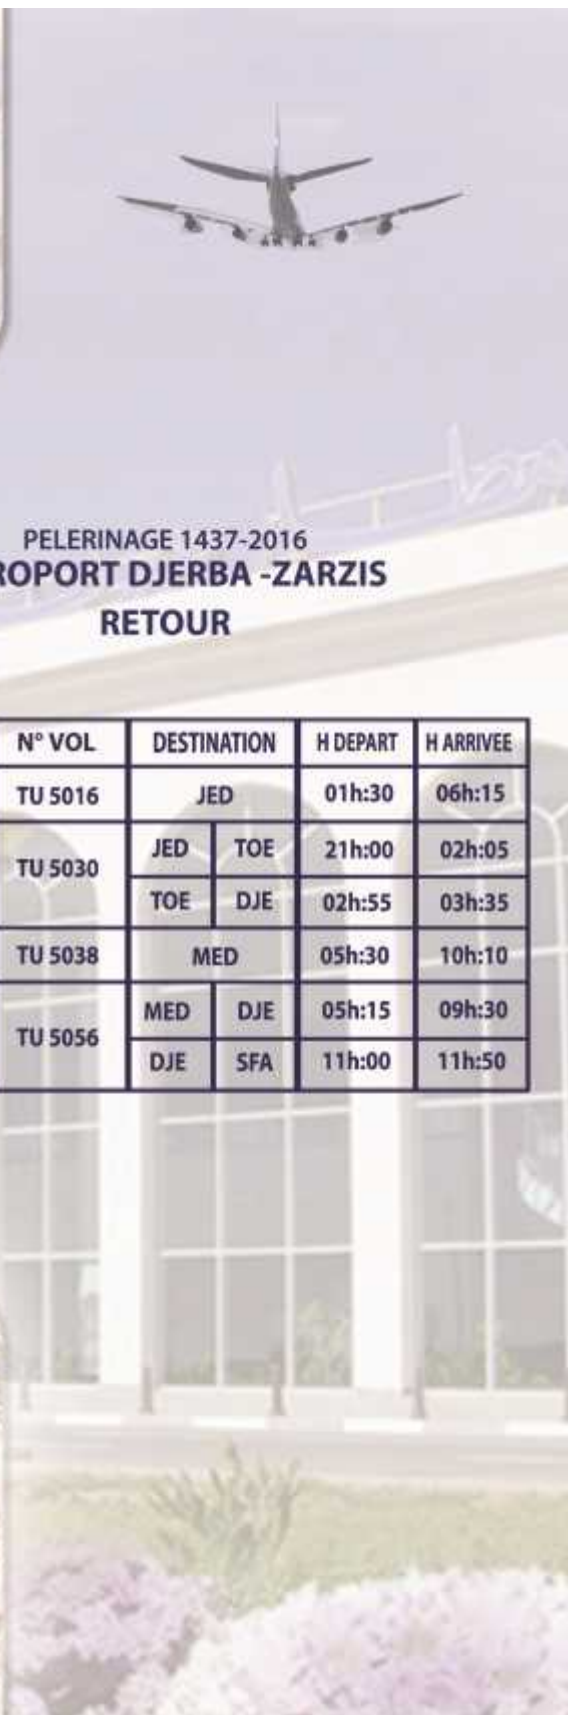 PELERINAGE 1437-2016
ROPORT DJERBA -ZARZIS
RETOUR
N° VOL DESTINATION H DEPART H ARRIVEE
TU 5016 JED 01h:30 06h:15
TU 5030 JED TOE 21h:00 02h:05
TOE DJE 02h:55 03h:35
TU 5038 MED 05h:30 10h:10
TU 5056 MED DJE 05h:15 09h:30
DJE SFA 11h:00 11h:50